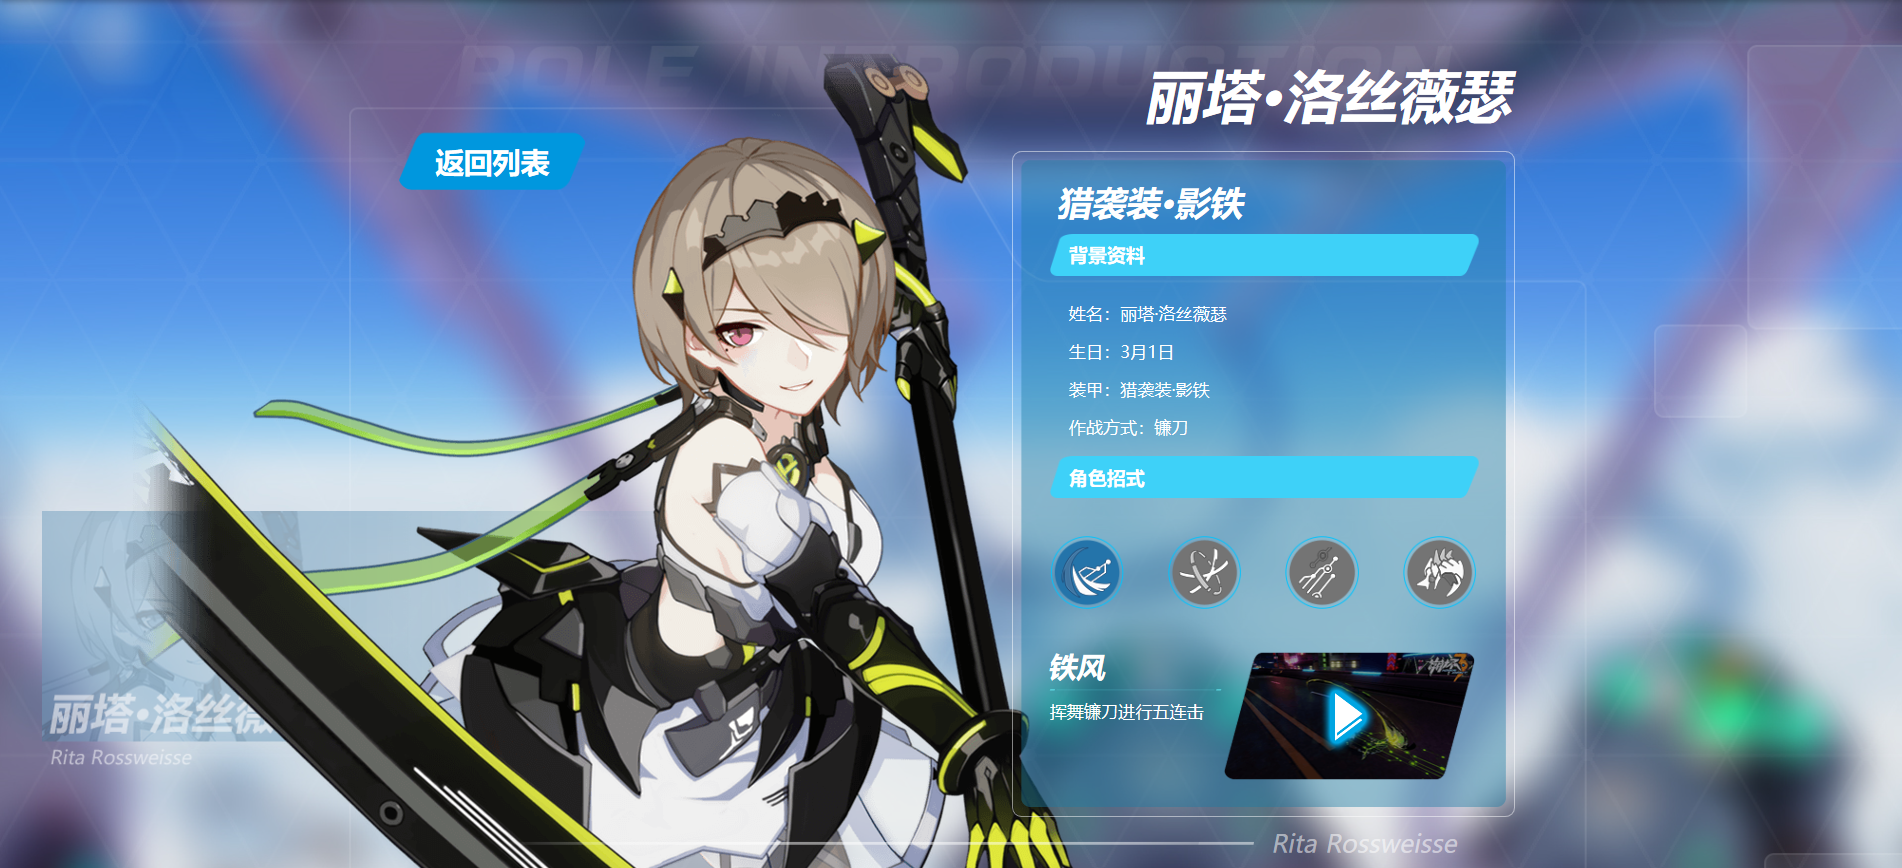 ROLE INTRODUCTION
丽塔·洛丝薇瑟
返回列表
猎袭装·影铁
背景资料
姓名：丽塔·洛丝薇瑟
生日：3月1日
装甲：猎袭装·影铁
作战方式：镰刀
角色招式
铁风
挥舞镰刀进行五连击
丽塔·洛丝薇
Rita Rossweisse
Rita Rossweisse